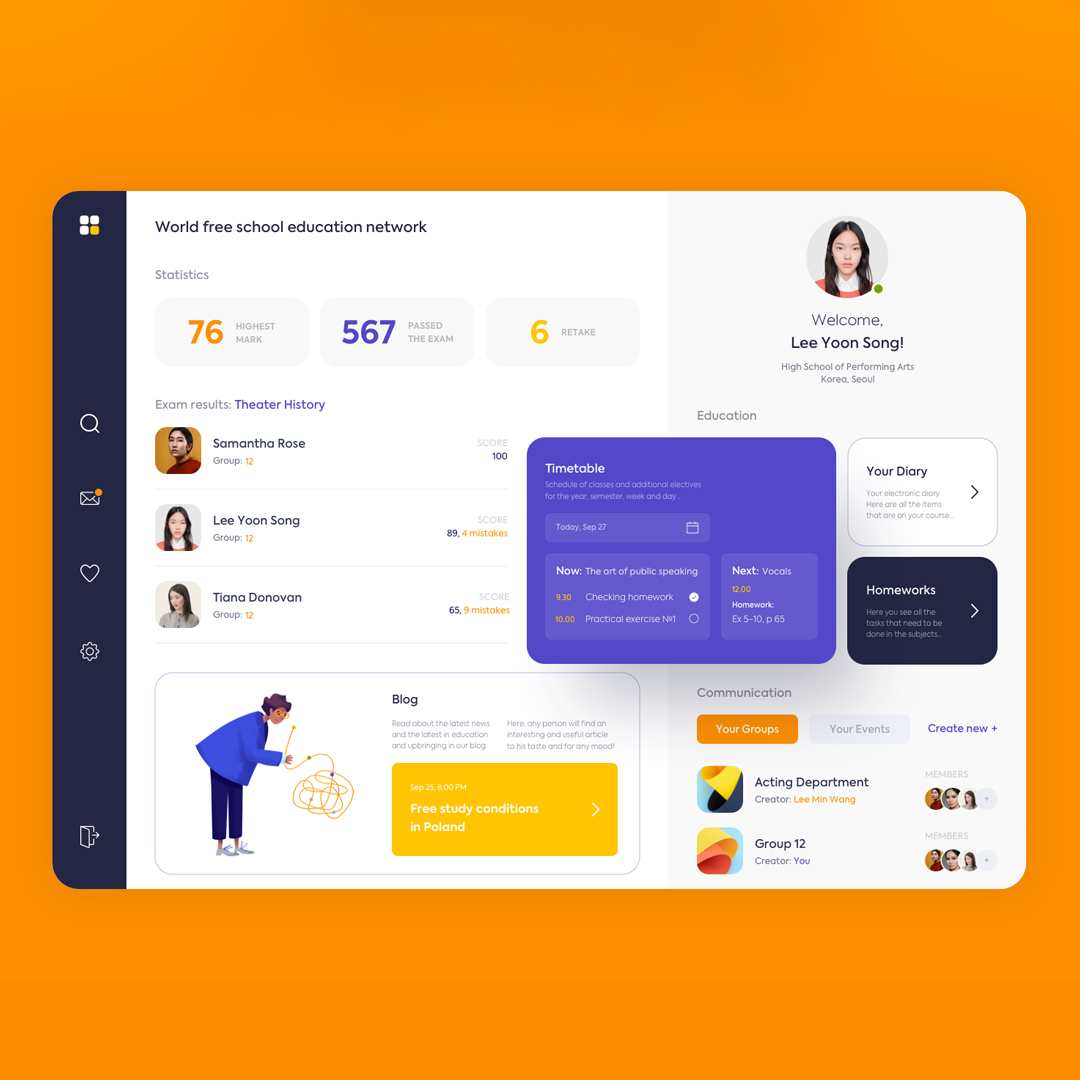 World free school education network
Statistics
76 HIGHEST
MARK
567 PASSED
THE EXAM
6 RETAKE
Exam results: Theater History
Samantha Rose
Group: 12
SCORE
100
Lee Yoon Song
Group: 12
SCORE
89, 4 mistakes
Tiana Donovan
Group: 12
SCORE
65, 9 mistakes
Blog
Read about the latest news
and the latest in education
and upbringing in our blog.
Here, any person will find an
interesting and useful article
to his taste and for any mood!
Sep 25, 8.00 PM
Free study conditions
in Poland
Welcome,
Lee Yoon Song!
High School of Performing Arts
Korea, Seoul
Education
Timetable
Schedule of classes and additional electives
for the year, semester, week and day...
Today, Sep 27
Now: The art of public speaking
9.30 Checking homework
10.00 Practical exercise №1
Next: Vocals
12.00
Homework:
Ex 5-10, p 65
Your Diary
Your electronic diary.
Here are all the items
that are on your course...
Homeworks
Here you see all the
tasks that need to be
done in the subjects...
Communication
Your Groups
Your Events
Create new +
Acting Department
Creator: Lee Min Wang
MEMBERS
+
Group 12
Creator: You
MEMBERS
+